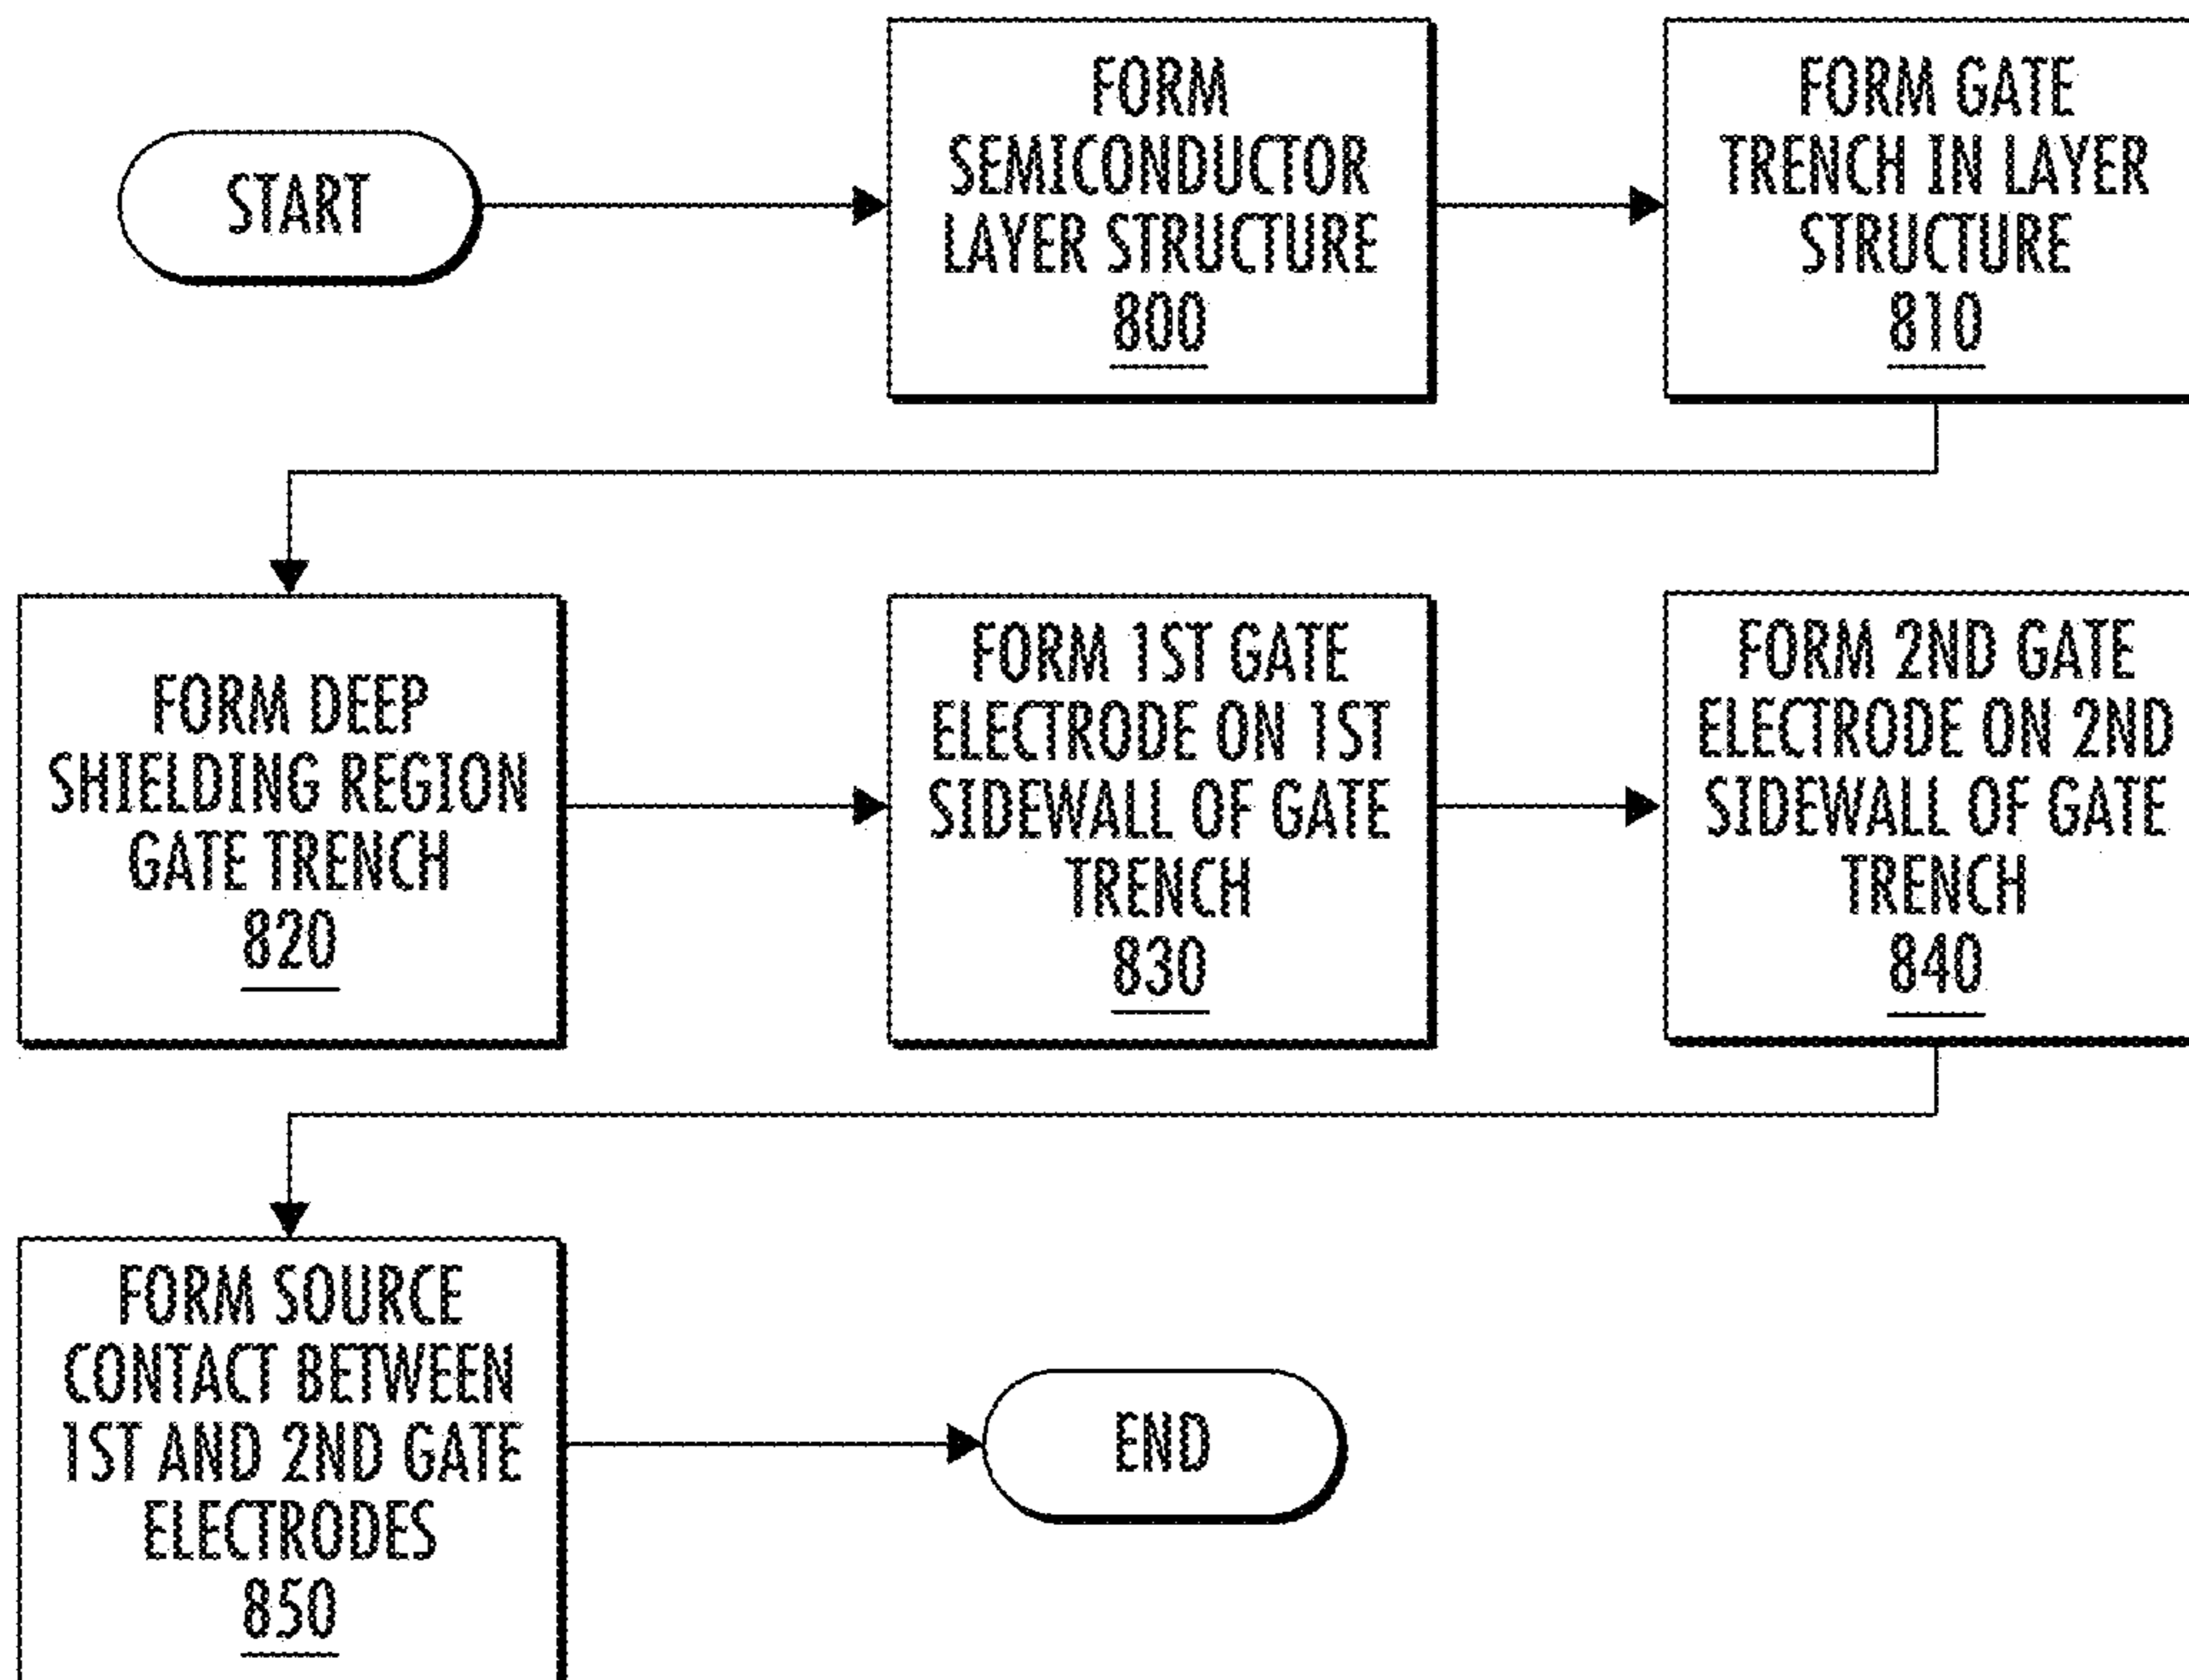 START
FORM
SEMICONDUCTOR
LAYER STRUCTURE
800
FORM GATE
TRENCH IN LAYER
STRUCTURE
810
FORM DEEP
SHIELDING REGION
GATE TRENCH
820
FORM 1ST GATE
ELECTRODE ON 1ST
SIDEWALL OF GATE
TRENCH
830
FORM 2ND GATE
ELECTRODE ON 2ND
SIDEWALL OF GATE
TRENCH
840
FORM SOURCE
CONTACT BETWEEN
1ST AND 2ND GATE
ELECTRODES
850
END